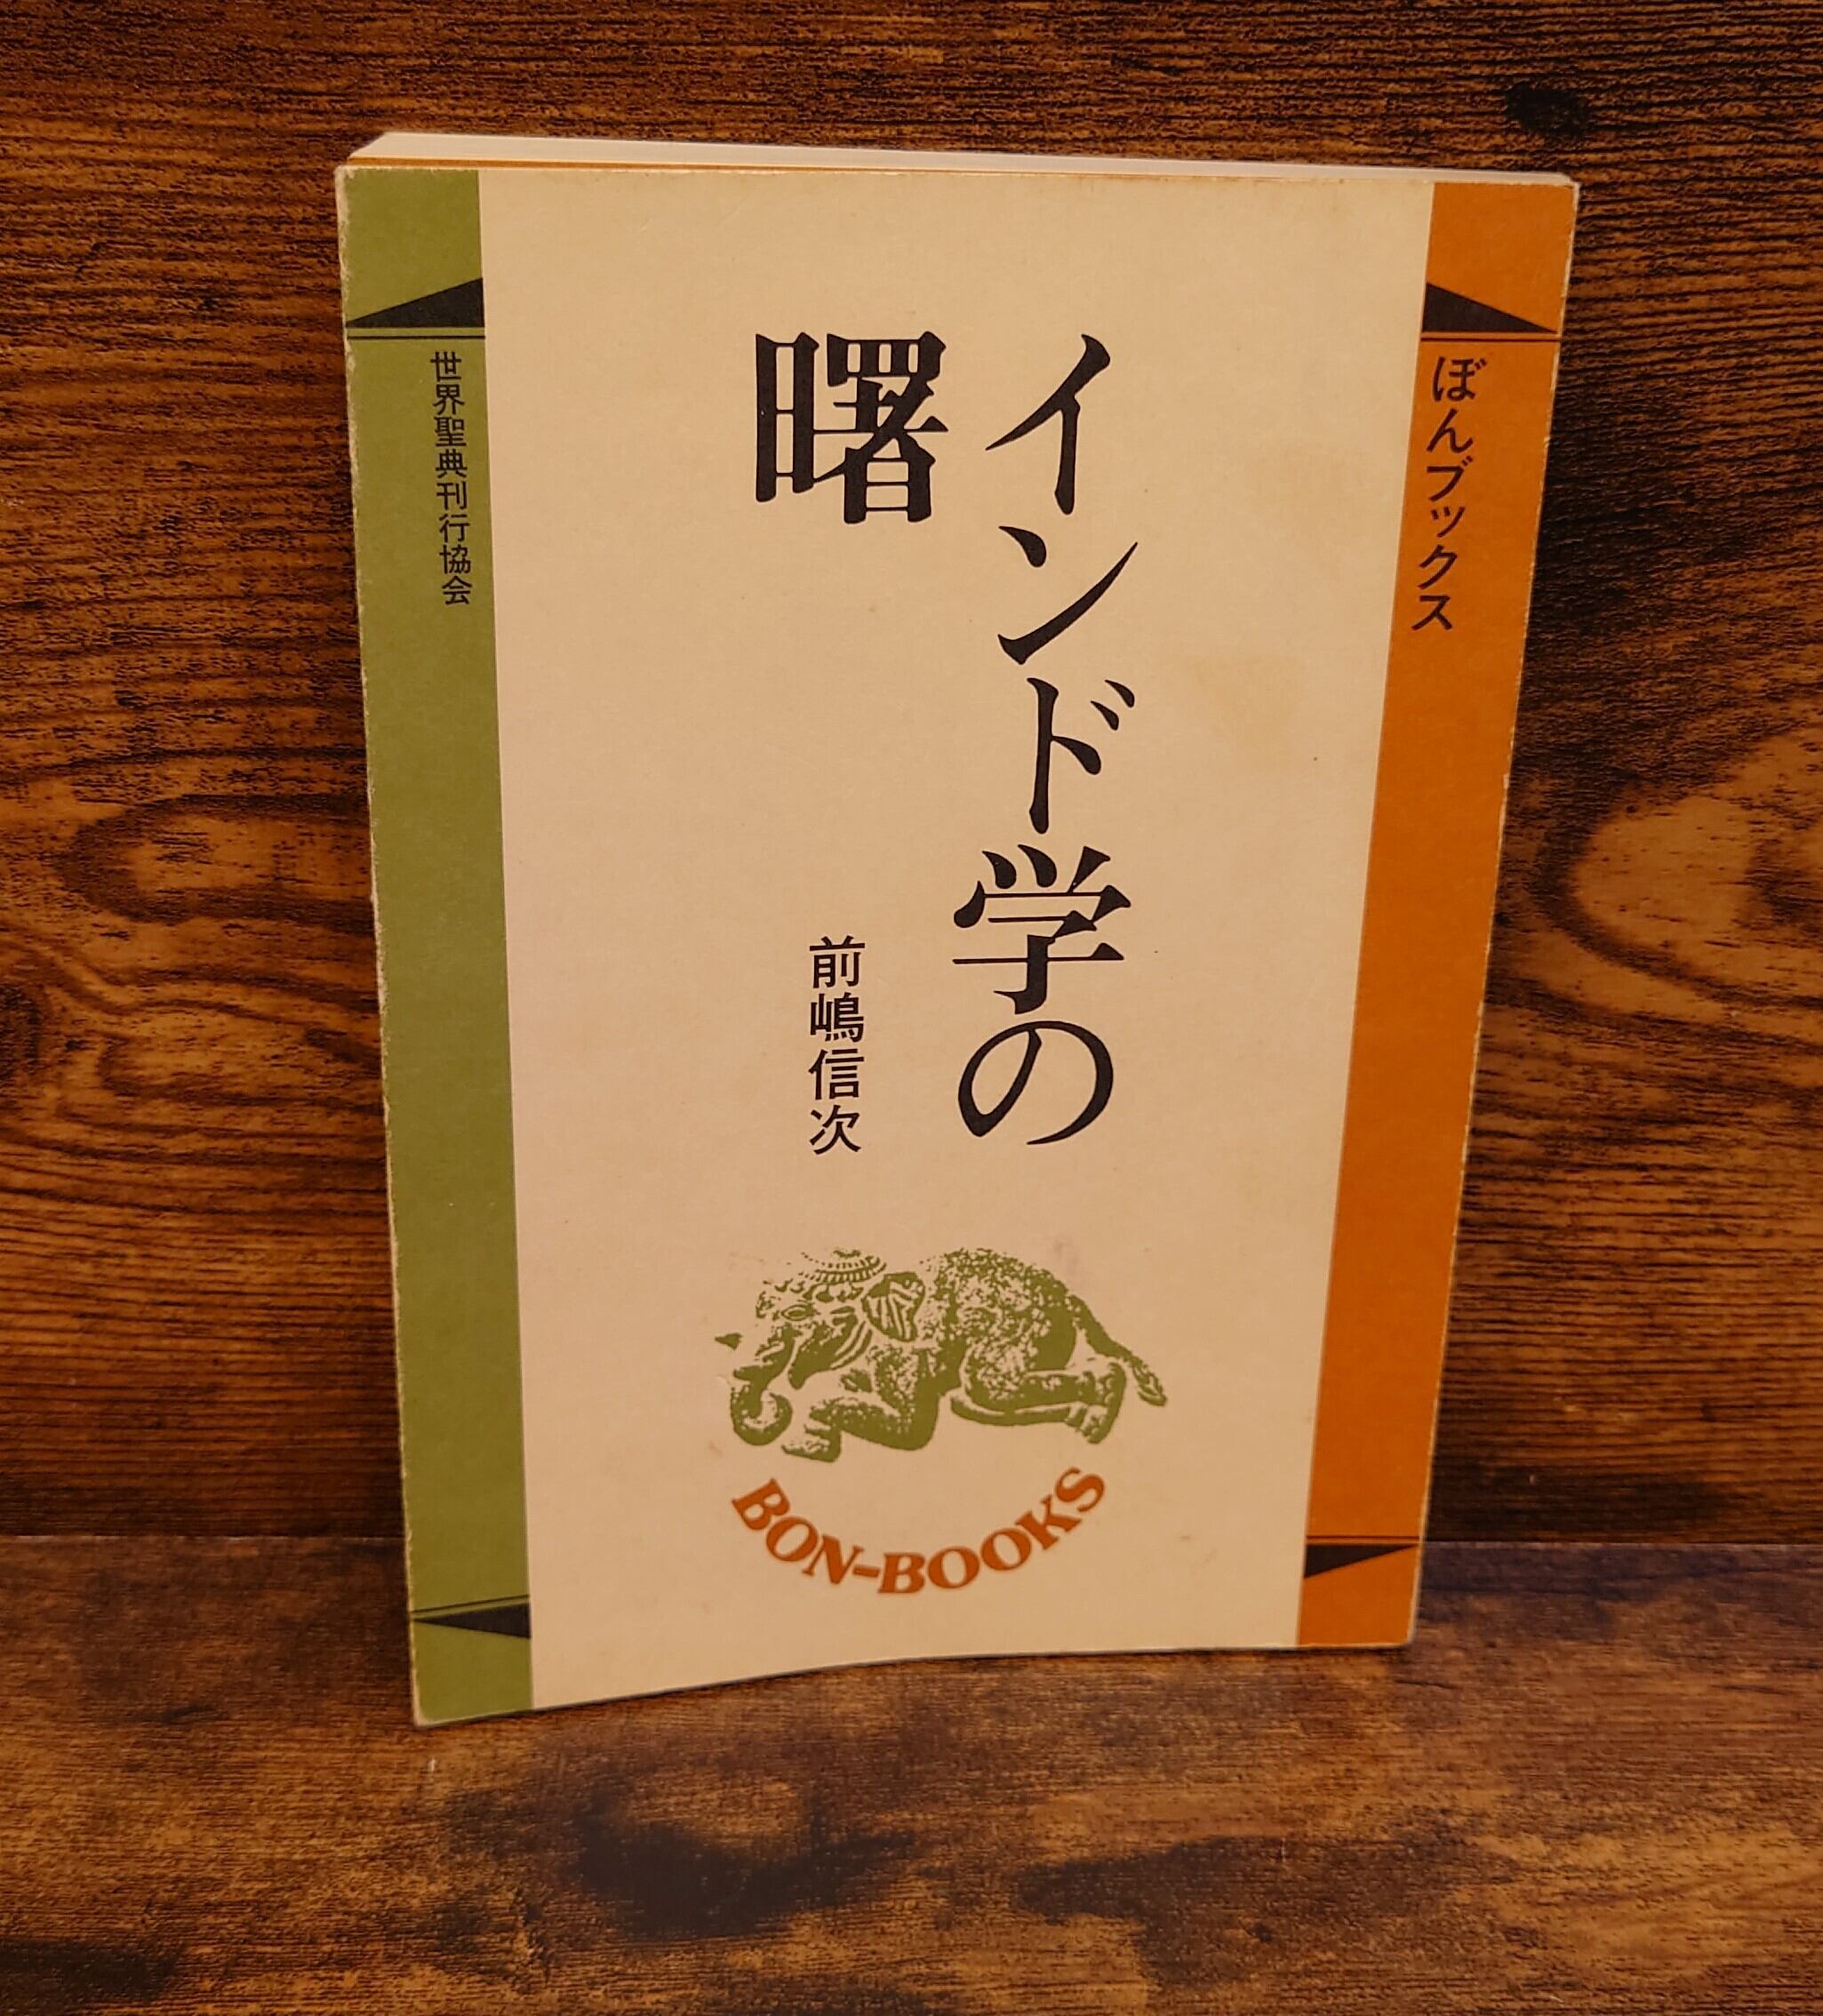 ぼんブックス
インド学の
曙
前嶋信次
BON-BOOKS
世界聖典刊行協会